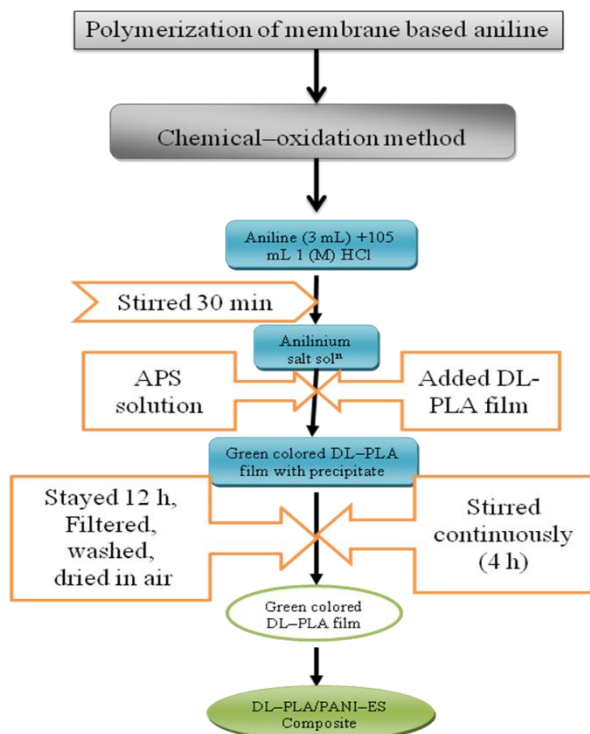 Polymerization of membrane based aniline
Chemical–oxidation method
Aniline (3 mL) +105
mL 1 (M) HCl
Stirred 30 min
Anilinium
salt solⁿ
APS
solution
Added DL-
PLA film
Green colored DL–PLA
film with precipitate
Stayed 12 h,
Filtered,
washed,
dried in air
Stirred
continuously
(4 h)
Green colored
DL–PLA film
DL–PLA/PANI–ES
Composite